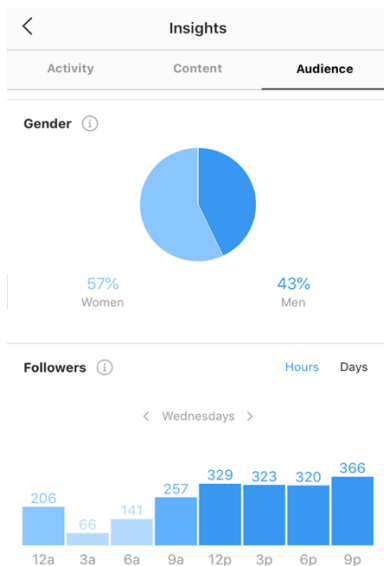 Insights
Activity Content Audience
Gender
57% 43%
Women Men
Followers Hours Days
< Wednesdays >
206 66 141 257 329 323 320 366
12a 3a 6a 9a 12p 3p 6p 9p